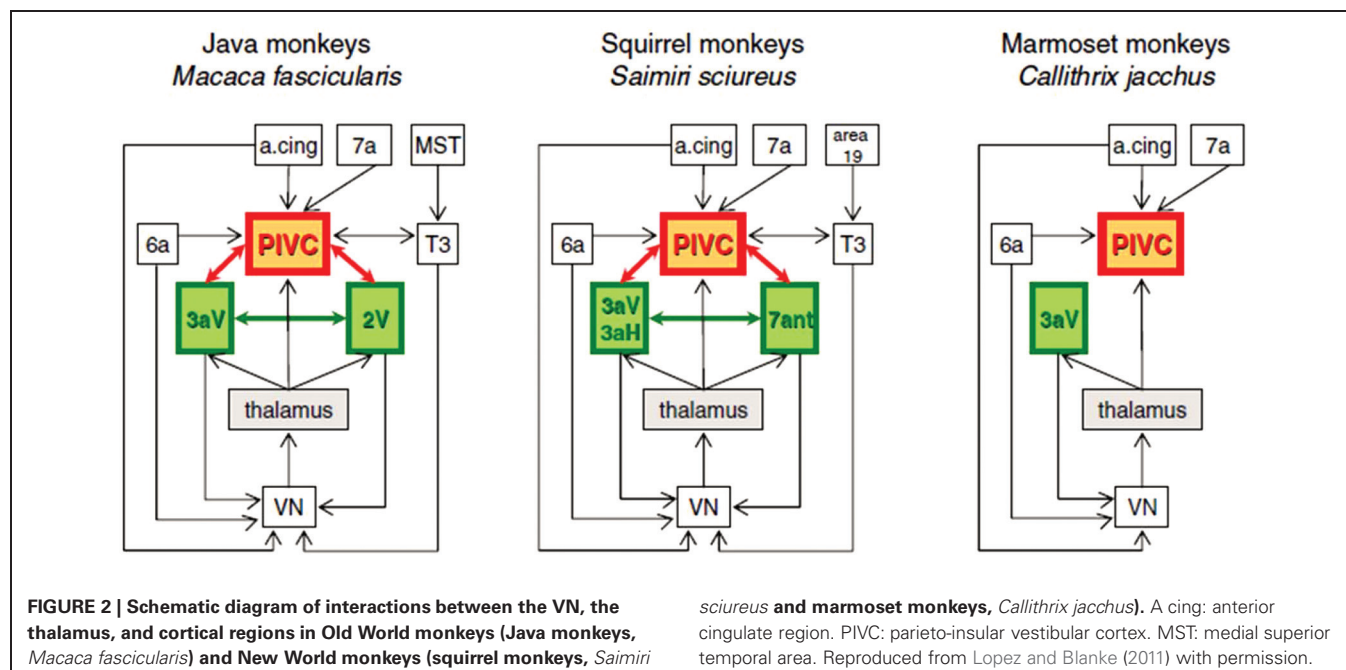 Java monkeys
Macaca fascicularis
a.cing
7a
MST
6a
PIVC
T3
3aV
2V
thalamus
VN
Squirrel monkeys
Saimiri sciureus
a.cing
7a
area
19
6a
PIVC
T3
3aV
3aH
7ant
thalamus
VN
Marmoset monkeys
Callithrix jacchus
a.cing
7a
6a
PIVC
3aV
thalamus
VN
FIGURE 2 | Schematic diagram of interactions between the VN, the
thalamus, and cortical regions in Old World monkeys (Java monkeys,
Macaca fascicularis) and New World monkeys (squirrel monkeys, Saimiri
sciureus and marmoset monkeys, Callithrix jacchus). A cing: anterior
cingulate region. PIVC: parieto-insular vestibular cortex. MST: medial superior
temporal area. Reproduced from Lopez and Blanke (2011) with permission.